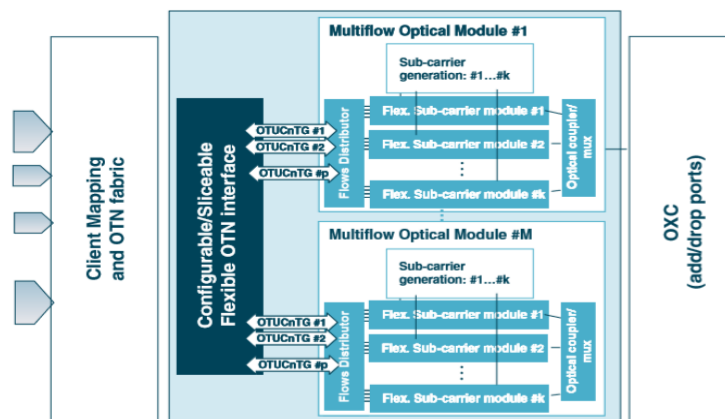 Client Mapping
and OTN fabric
Configurable/Sliceable
Flexible OTN interface
Multiflow Optical Module #1
Sub-carrier
generation: #1...#k
OTUCnTG #1
OTUCnTG #2
OTUCnTG #p
Flows Distributor
Flex. Sub-carrier module #1
Flex. Sub-carrier module #2
Flex. Sub-carrier module #k
Optical coupler/
mux
Multiflow Optical Module #M
Sub-carrier
generation: #1...#k
OTUCnTG #1
OTUCnTG #2
OTUCnTG #p
Flows Distributor
Flex. Sub-carrier module #1
Flex. Sub-carrier module #2
Flex. Sub-carrier module #k
Optical coupler/
mux
OXC
(add/drop ports)